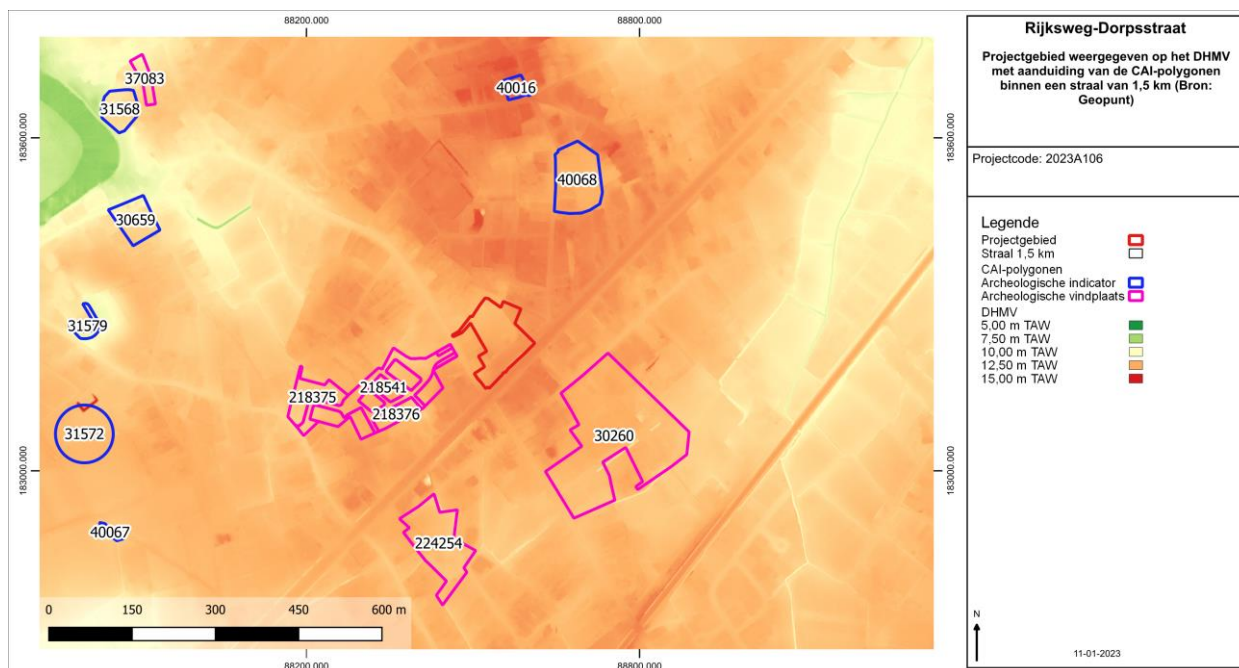 88200.000
88800.000
37083
31568
40016
183600.000
183600.000
40068
30659
31579
218541
218375
218376
31572
30260
183000.000
183000.000
40067
224254
0 150 300 450 600 m
88200.000
88800.000
Rijksweg-Dorpsstraat
Projectgebied weergegeven op het DHMV
met aanduiding van de CAI-polygonen
binnen een straal van 1,5 km (Bron:
Geopunt)
Projectcode: 2023A106
Legende
Projectgebied
Straal 1,5 km
CAI-polygonen
Archeologische indicator
Archeologische vindplaats
DHMV
5,00 m TAW
7,50 m TAW
10,00 m TAW
12,50 m TAW
15,00 m TAW
N
11-01-2023